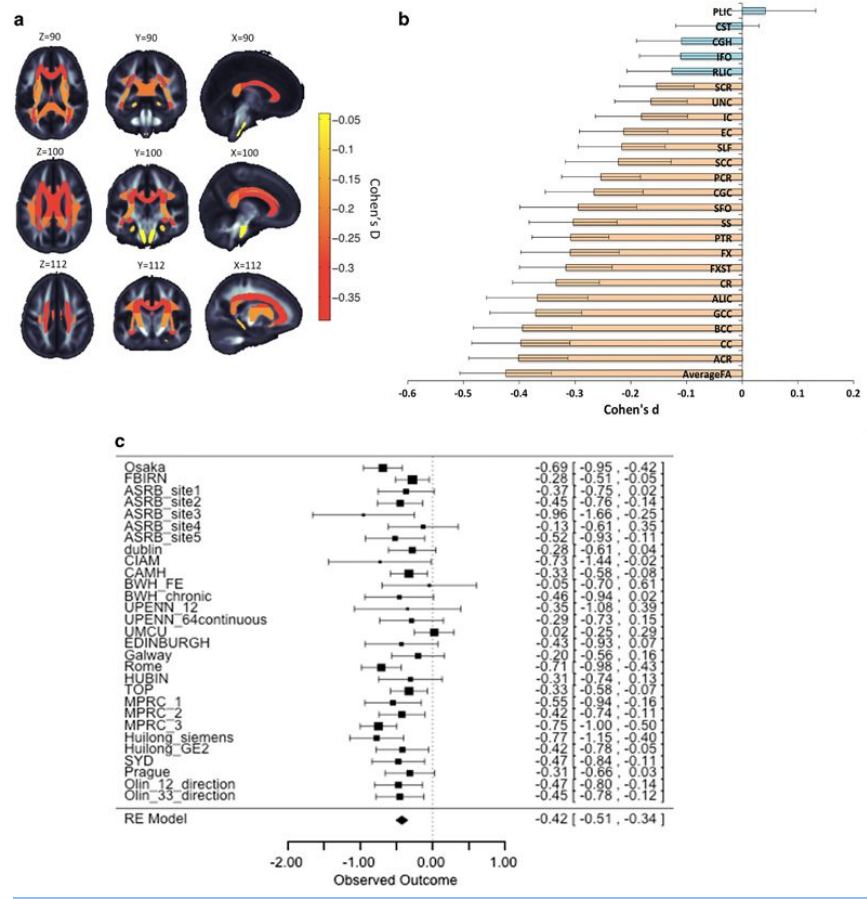 a
Z=90 Y=90 X=90
Z=100 Y=100 X=100
Z=112 Y=112 X=112
−0.05
−0.1
−0.15
−0.2
−0.25
−0.3
−0.35
Cohen's D
b
PLIC
CST
CGH
IFO
RLIC
SCR
UNC
IC
EC
SLF
SCC
PCR
CGC
SFO
SS
PTR
FX
FXST
CR
ALIC
GCC
BCC
CC
ACR
AverageFA
-0.6 -0.5 -0.4 -0.3 -0.2 -0.1 0 0.1 0.2
Cohen's d
c
Osaka -0.69 [ -0.95 , -0.42 ]
FBIRN -0.28 [ -0.51 , -0.05 ]
ASRB_site1 -0.37 [ -0.75 , 0.02 ]
ASRB_site2 -0.45 [ -0.76 , -0.14 ]
ASRB_site3 -0.96 [ -1.66 , -0.25 ]
ASRB_site4 -0.13 [ -0.61 , 0.35 ]
ASRB_site5 -0.52 [ -0.93 , -0.11 ]
dublin -0.28 [ -0.61 , 0.04 ]
CIAM -0.73 [ -1.44 , -0.02 ]
CAMH -0.33 [ -0.58 , -0.08 ]
BWH_FE -0.05 [ -0.70 , 0.61 ]
BWH_chronic -0.46 [ -0.94 , 0.02 ]
UPENN_12 -0.35 [ -1.08 , 0.39 ]
UPENN_64continuous -0.29 [ -0.73 , 0.15 ]
UMCU 0.02 [ -0.25 , 0.29 ]
EDINBURGH -0.43 [ -0.93 , 0.07 ]
Galway -0.20 [ -0.56 , 0.16 ]
Rome -0.71 [ -0.98 , -0.43 ]
HUBIN -0.31 [ -0.74 , 0.13 ]
TOP -0.33 [ -0.58 , -0.07 ]
MPRC_1 -0.55 [ -0.94 , -0.16 ]
MPRC_2 -0.42 [ -0.74 , -0.11 ]
MPRC_3 -0.75 [ -1.00 , -0.50 ]
Huilong_siemens -0.77 [ -1.15 , -0.40 ]
Huilong_GE2 -0.42 [ -0.78 , -0.05 ]
SYD -0.47 [ -0.84 , -0.11 ]
Prague -0.31 [ -0.66 , 0.03 ]
Olin_12_direction -0.47 [ -0.80 , -0.14 ]
Olin_33_direction -0.45 [ -0.78 , -0.12 ]
RE Model -0.42 [ -0.51 , -0.34 ]
-2.00 -1.00 0.00 1.00
Observed Outcome